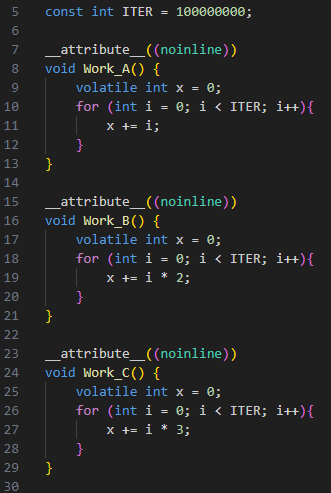 5 const int ITER = 100000000;
6
7 __attribute__((noinline))
8 void Work_A() {
9     volatile int x = 0;
10     for (int i = 0; i < ITER; i++){
11         x += i;
12     }
13 }
14
15 __attribute__((noinline))
16 void Work_B() {
17     volatile int x = 0;
18     for (int i = 0; i < ITER; i++){
19         x += i * 2;
20     }
21 }
22
23 __attribute__((noinline))
24 void Work_C() {
25     volatile int x = 0;
26     for (int i = 0; i < ITER; i++){
27         x += i * 3;
28     }
29 }
30